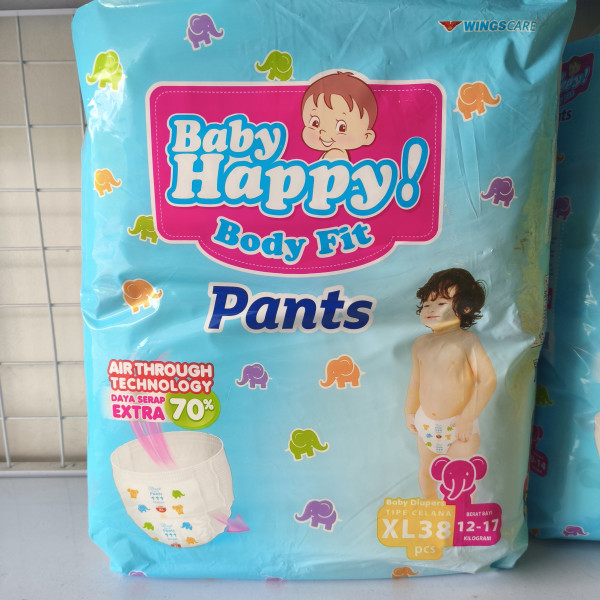 WINGSCARE
Baby
Happy!
Body Fit
Pants
AIR THROUGH
TECHNOLOGY
DAYA SERAP
EXTRA 70%
Baby Diapers
TIPE CELANA
XL38
pcs
BERAT BAYI
12-17
KILOGRAM